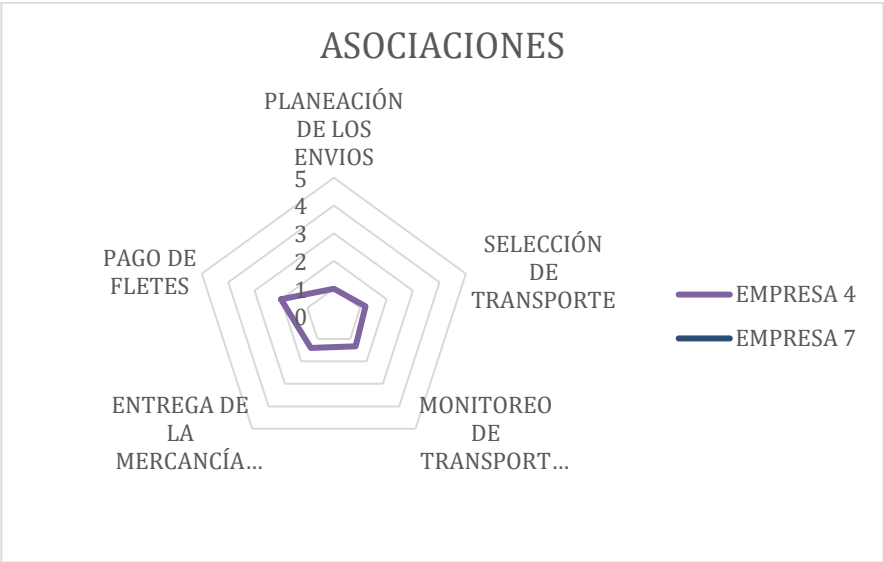 ASOCIACIONES
PLANEACIÓN
DE LOS
ENVIOS
5
4
3
2
1
0
SELECCIÓN
DE
TRANSPORTE
MONITOREO
DE
TRANSPORT...
ENTREGA DE
LA
MERCANCÍA...
PAGO DE
FLETES
EMPRESA 4
EMPRESA 7